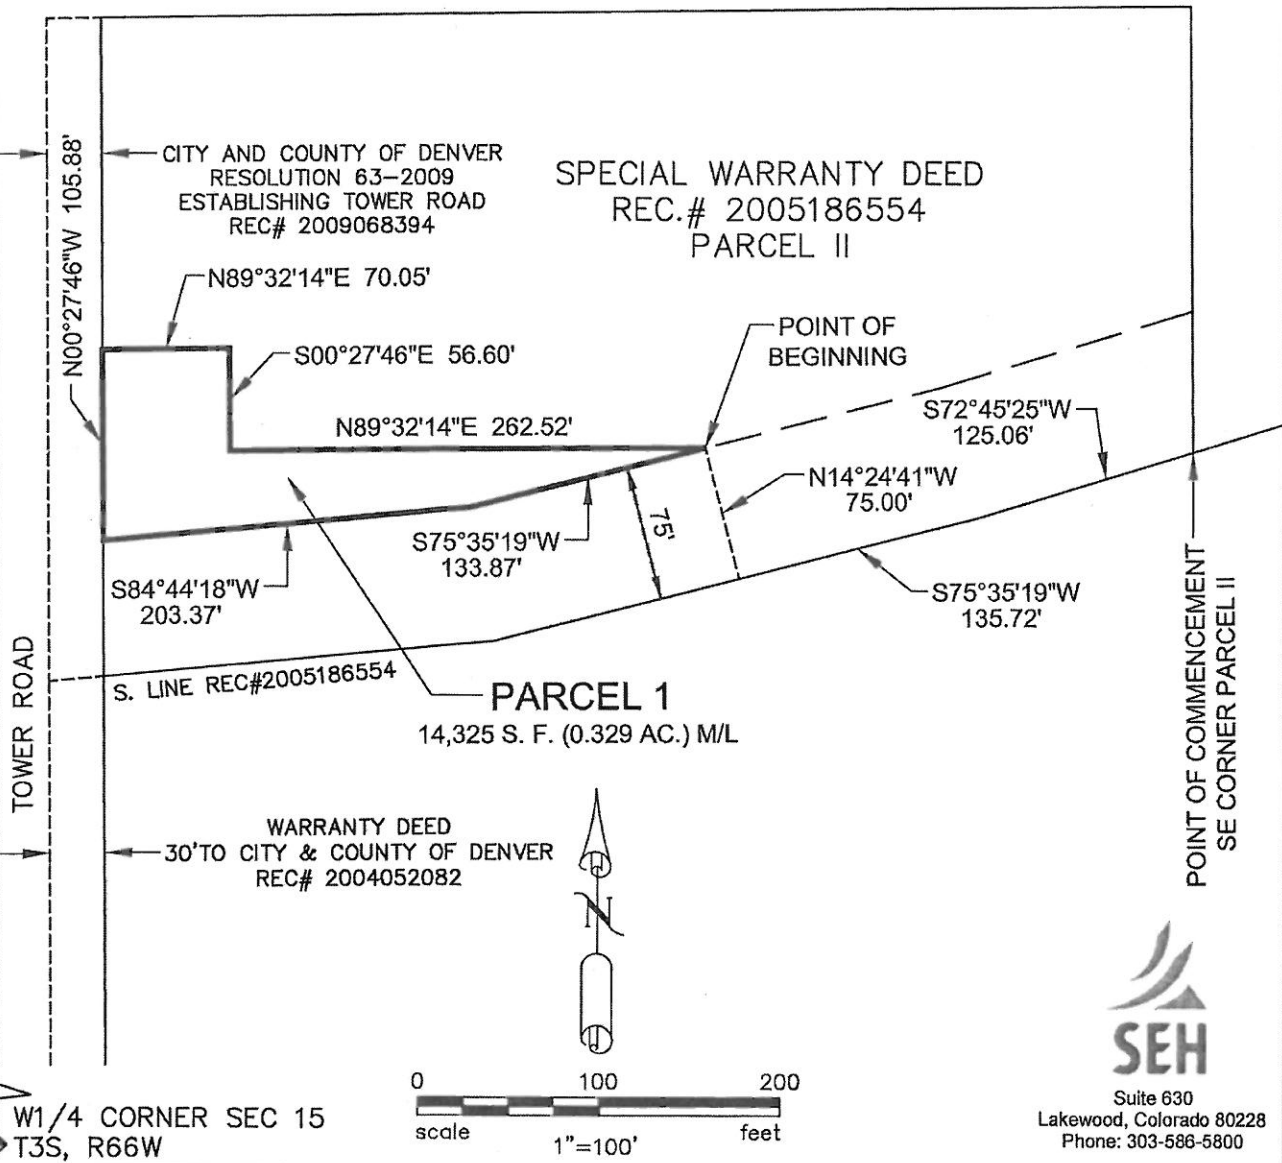 N00°27'46"W 105.88'
CITY AND COUNTY OF DENVER
RESOLUTION 63-2009
ESTABLISHING TOWER ROAD
REC# 2009068394
SPECIAL WARRANTY DEED
REC.# 2005186554
PARCEL II
N89°32'14"E 70.05'
S00°27'46"E 56.60'
POINT OF
BEGINNING
N89°32'14"E 262.52'
S72°45'25"W
125.06'
N14°24'41"W
75.00'
75'
S75°35'19"W
133.87'
S84°44'18"W
203.37'
S75°35'19"W
135.72'
POINT OF COMMENCEMENT
SE CORNER PARCEL II
TOWER ROAD
S. LINE REC#2005186554
PARCEL 1
14,325 S. F. (0.329 AC.) M/L
WARRANTY DEED
30'TO CITY & COUNTY OF DENVER
REC# 2004052082
N
SEH
Suite 630
Lakewood, Colorado 80228
Phone: 303-586-5800
0 100 200
scale feet
1"=100'
W1/4 CORNER SEC 15
T3S, R66W